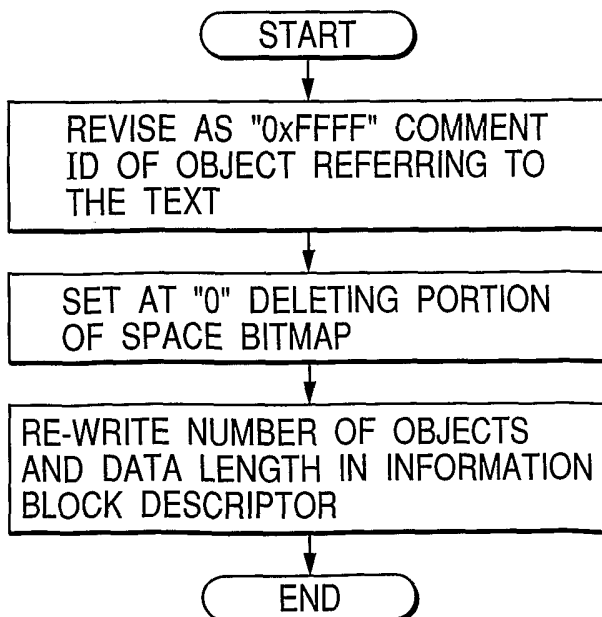 START
REVISE AS "0xFFFF" COMMENT
ID OF OBJECT REFERRING TO
THE TEXT
SET AT "0" DELETING PORTION
OF SPACE BITMAP
RE-WRITE NUMBER OF OBJECTS
AND DATA LENGTH IN INFORMATION
BLOCK DESCRIPTOR
END